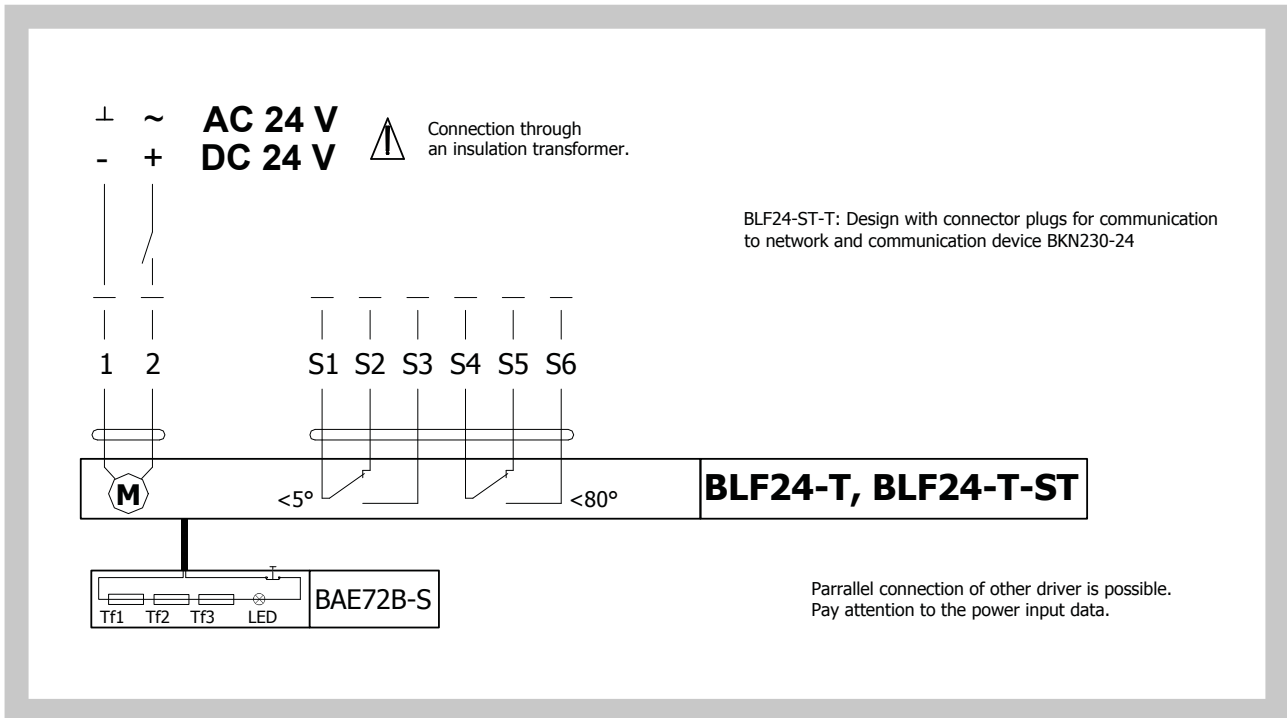 ⊥ ~ AC 24 V
- + DC 24 V
Connection through
an insulation transformer.
BLF24-ST-T: Design with connector plugs for communication
to network and communication device BKN230-24
1 2 S1 S2 S3 S4 S5 S6
M
<5°
<80°
BLF24-T, BLF24-T-ST
Tf1 Tf2 Tf3 LED
BAE72B-S
Parrallel connection of other driver is possible.
Pay attention to the power input data.